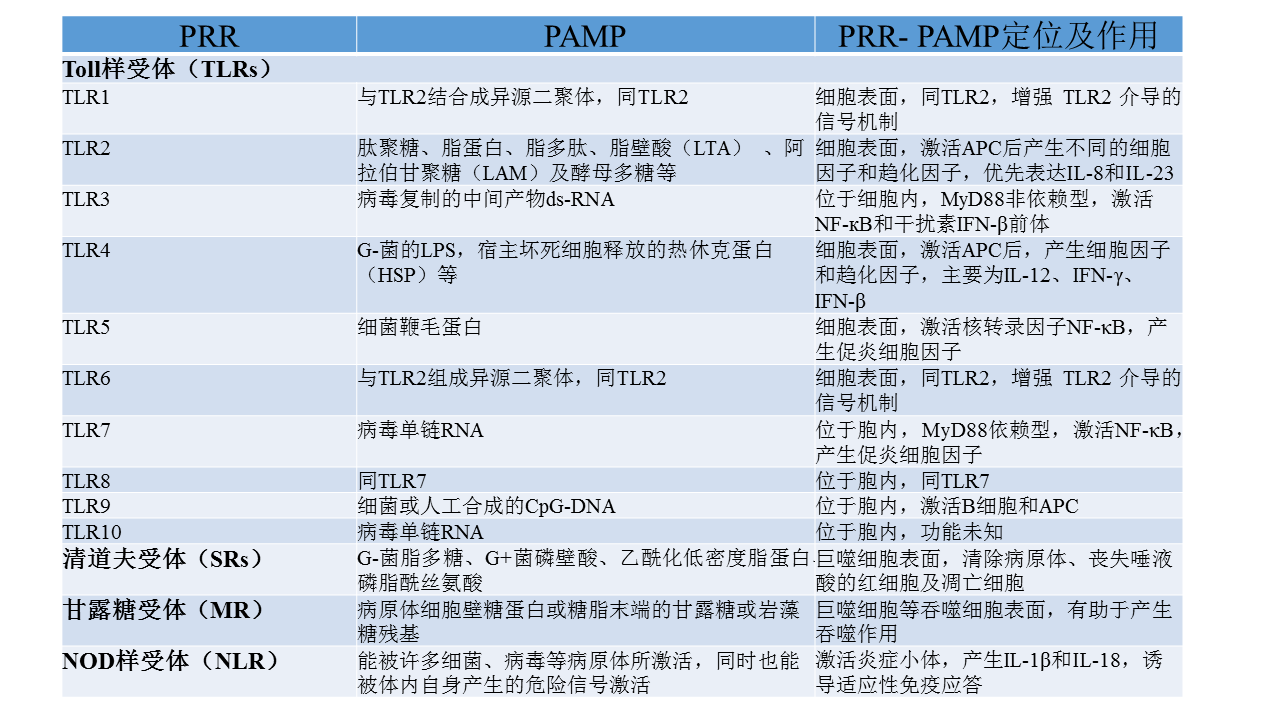 PRR PAMP PRR- PAMP定位及作用
Toll样受体（TLRs）
TLR1
与TLR2结合成异源二聚体，同TLR2
细胞表面，同TLR2，增强 TLR2 介导的
信号机制
TLR2
肽聚糖、脂蛋白、脂多肽、脂壁酸（LTA） 、阿
拉伯甘聚糖（LAM）及酵母多糖等
细胞表面，激活APC后产生不同的细胞
因子和趋化因子，优先表达IL-8和IL-23
TLR3
病毒复制的中间产物ds-RNA
位于细胞内，MyD88非依赖型，激活
NF-κB和干扰素IFN-β前体
TLR4
G-菌的LPS，宿主坏死细胞释放的热休克蛋白
（HSP）等
细胞表面，激活APC后，产生细胞因子
和趋化因子，主要为IL-12、IFN-γ、
IFN-β
TLR5
细菌鞭毛蛋白
细胞表面，激活核转录因子NF-κB，产
生促炎细胞因子
TLR6
与TLR2组成异源二聚体，同TLR2
细胞表面，同TLR2，增强 TLR2 介导的
信号机制
TLR7
病毒单链RNA
位于胞内，MyD88依赖型，激活NF-κB，
产生促炎细胞因子
TLR8
同TLR7
位于胞内，同TLR7
TLR9
细菌或人工合成的CpG-DNA
位于胞内，激活B细胞和APC
TLR10
病毒单链RNA
位于胞内，功能未知
清道夫受体（SRs）
G-菌脂多糖、G+菌磷壁酸、乙酰化低密度脂蛋白、
磷脂酰丝氨酸
巨噬细胞表面，清除病原体、丧失唾液
酸的红细胞及凋亡细胞
甘露糖受体（MR）
病原体细胞壁糖蛋白或糖脂末端的甘露糖或岩藻
糖残基
巨噬细胞等吞噬细胞表面，有助于产生
吞噬作用
NOD样受体（NLR）
能被许多细菌、病毒等病原体所激活，同时也能
被体内自身产生的危险信号激活
激活炎症小体，产生IL-1β和IL-18，诱
导适应性免疫应答